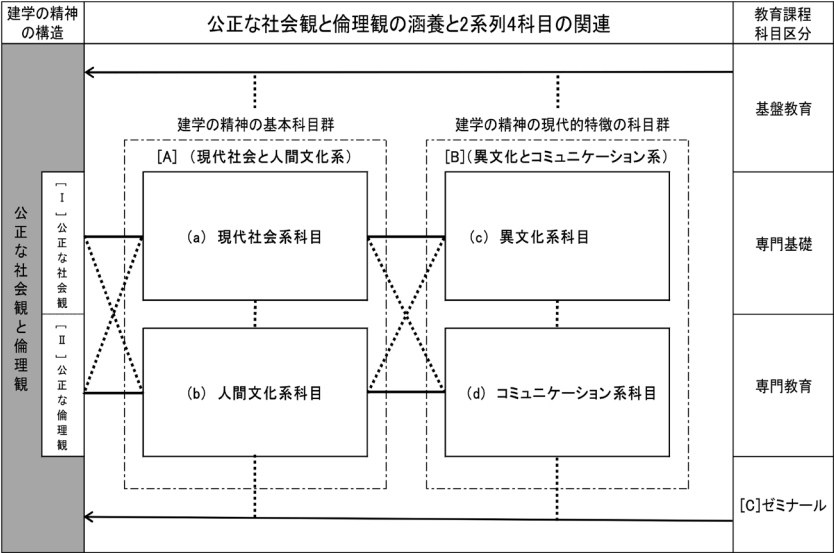 建学の精神
の構造
公正な社会観と倫理観の涵養と2系列4科目の関連
教育課程
科目区分
基盤教育
建学の精神の基本科目群
建学の精神の現代的特徴の科目群
[A] (現代社会と人間文化系)
[B](異文化とコミュニケーション系)
公正な社会観と倫理観
[Ⅰ]公正な社会観
(a) 現代社会系科目
(c) 異文化系科目
専門基礎
[Ⅱ]公正な倫理観
(b) 人間文化系科目
(d) コミュニケーション系科目
専門教育
[C]ゼミナール